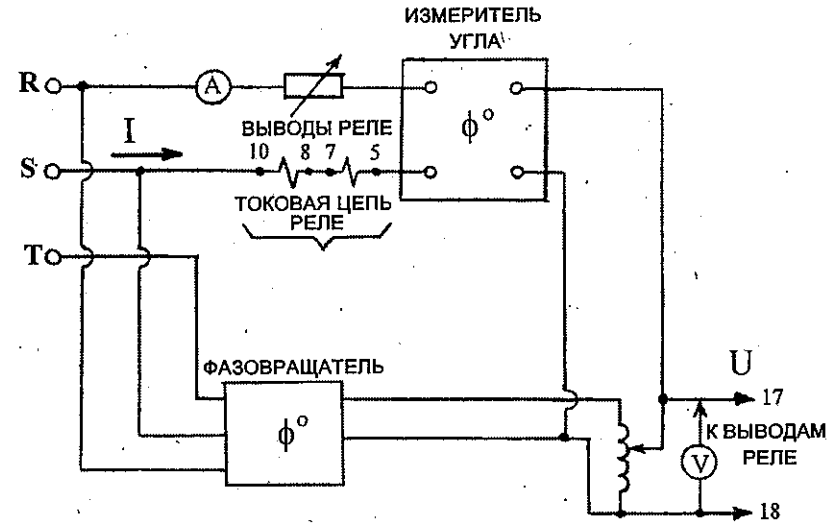 ИЗМЕРИТЕЛЬ
УГЛА
R
A
ϕ°
ВЫВОДЫ РЕЛЕ
I
10 8 7 5
S
ТОКОВАЯ ЦЕПЬ
РЕЛЕ
T
ФАЗОВРАЩАТЕЛЬ
ϕ°
U
17
К ВЫВОДАМ
РЕЛЕ
V
18